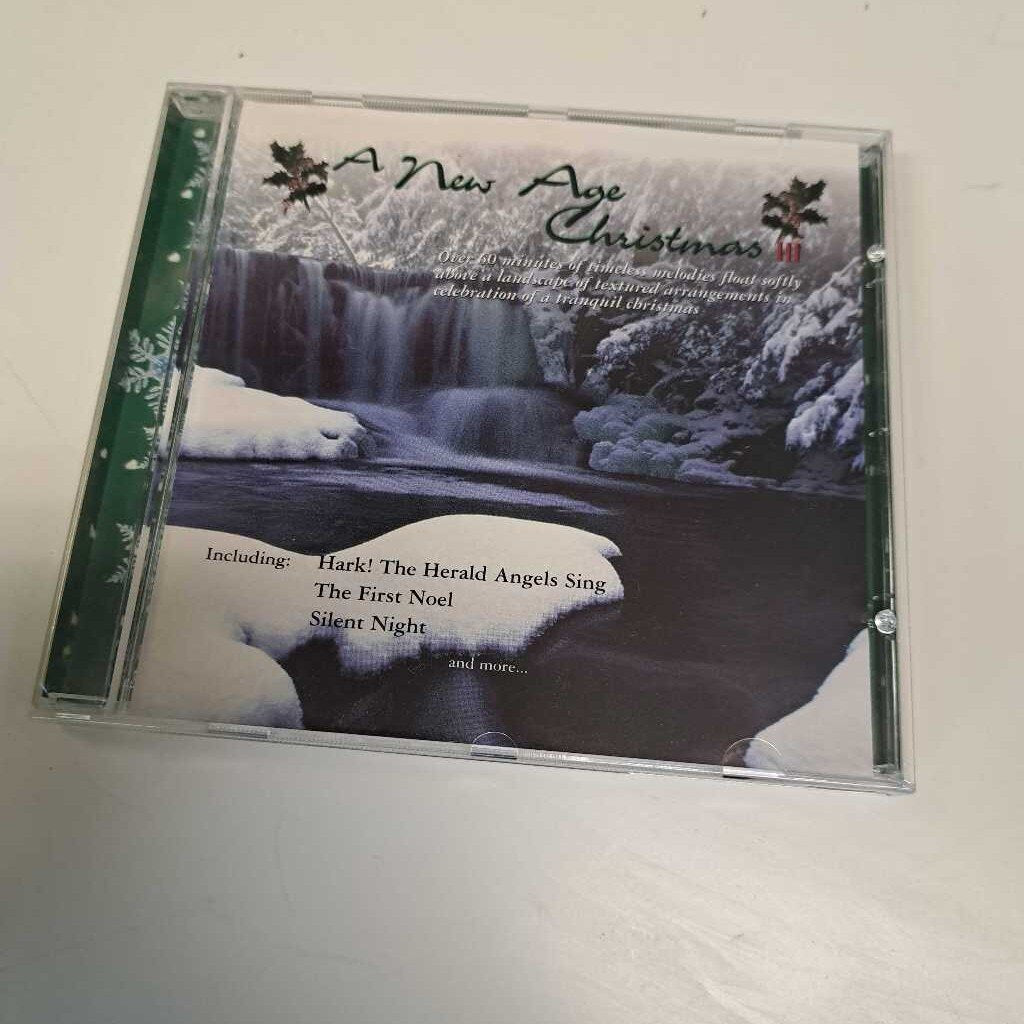 A New Age
Christmas III
Over 60 minutes of timeless melodies float softly
above a landscape of textured arrangements in
celebration of a tranquil christmas
Including: Hark! The Herald Angels Sing
The First Noel
Silent Night
and more...